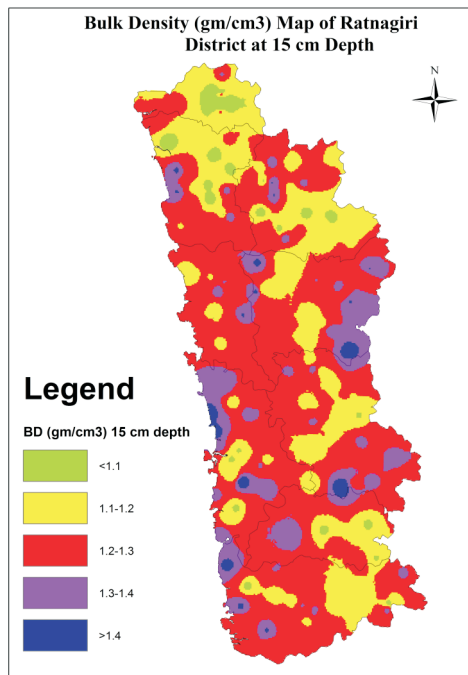 Bulk Density (gm/cm3) Map of Ratnagiri
District at 15 cm Depth
N
Legend
BD (gm/cm3) 15 cm depth
<1.1
1.1-1.2
1.2-1.3
1.3-1.4
>1.4